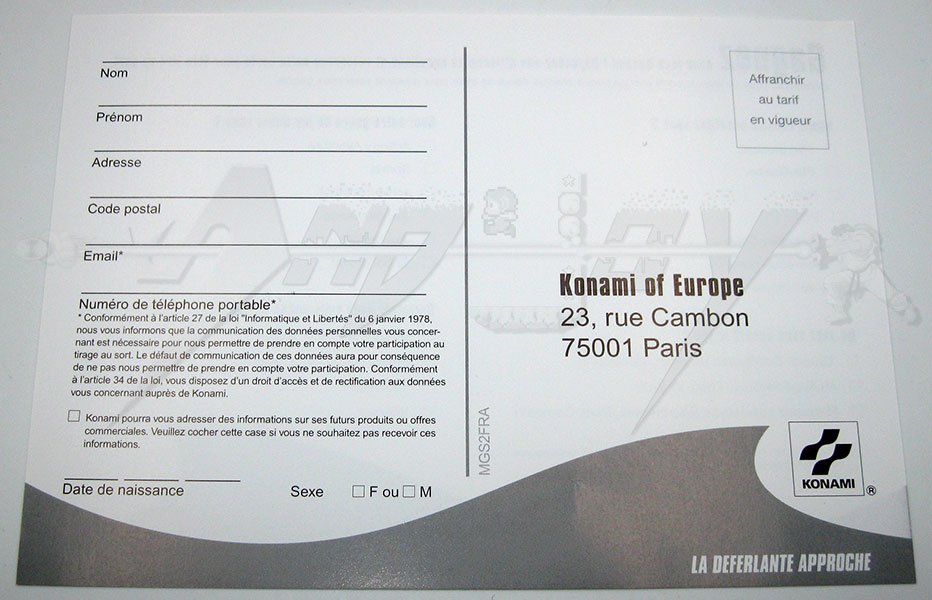 Nom
Prénom
Adresse
Code postal
Email*
Numéro de téléphone portable*
* Conformément à l'article 27 de la loi "Informatique et Libertés" du 6 janvier 1978,
nous vous informons que la communication des données personnelles vous concer-
nant est nécessaire pour nous permettre de prendre en compte votre participation au
tirage au sort. Le défaut de communication de ces données aura pour conséquence
de ne pas nous permettre de prendre en compte votre participation. Conformément
à l'article 34 de la loi, vous disposez d'un droit d'accès et de rectification aux données
vous concernant auprès de Konami.
Konami pourra vous adresser des informations sur ses futurs produits ou offres
commerciales. Veuillez cocher cette case si vous ne souhaitez pas recevoir ces
informations.
Date de naissance
Sexe F ou M
MGS2FRA
Affranchir
au tarif
en vigueur
Konami of Europe
23, rue Cambon
75001 Paris
KONAMI ®
LA DEFERLANTE APPROCHE